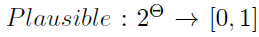 Plausible : 2^Θ → [0, 1]